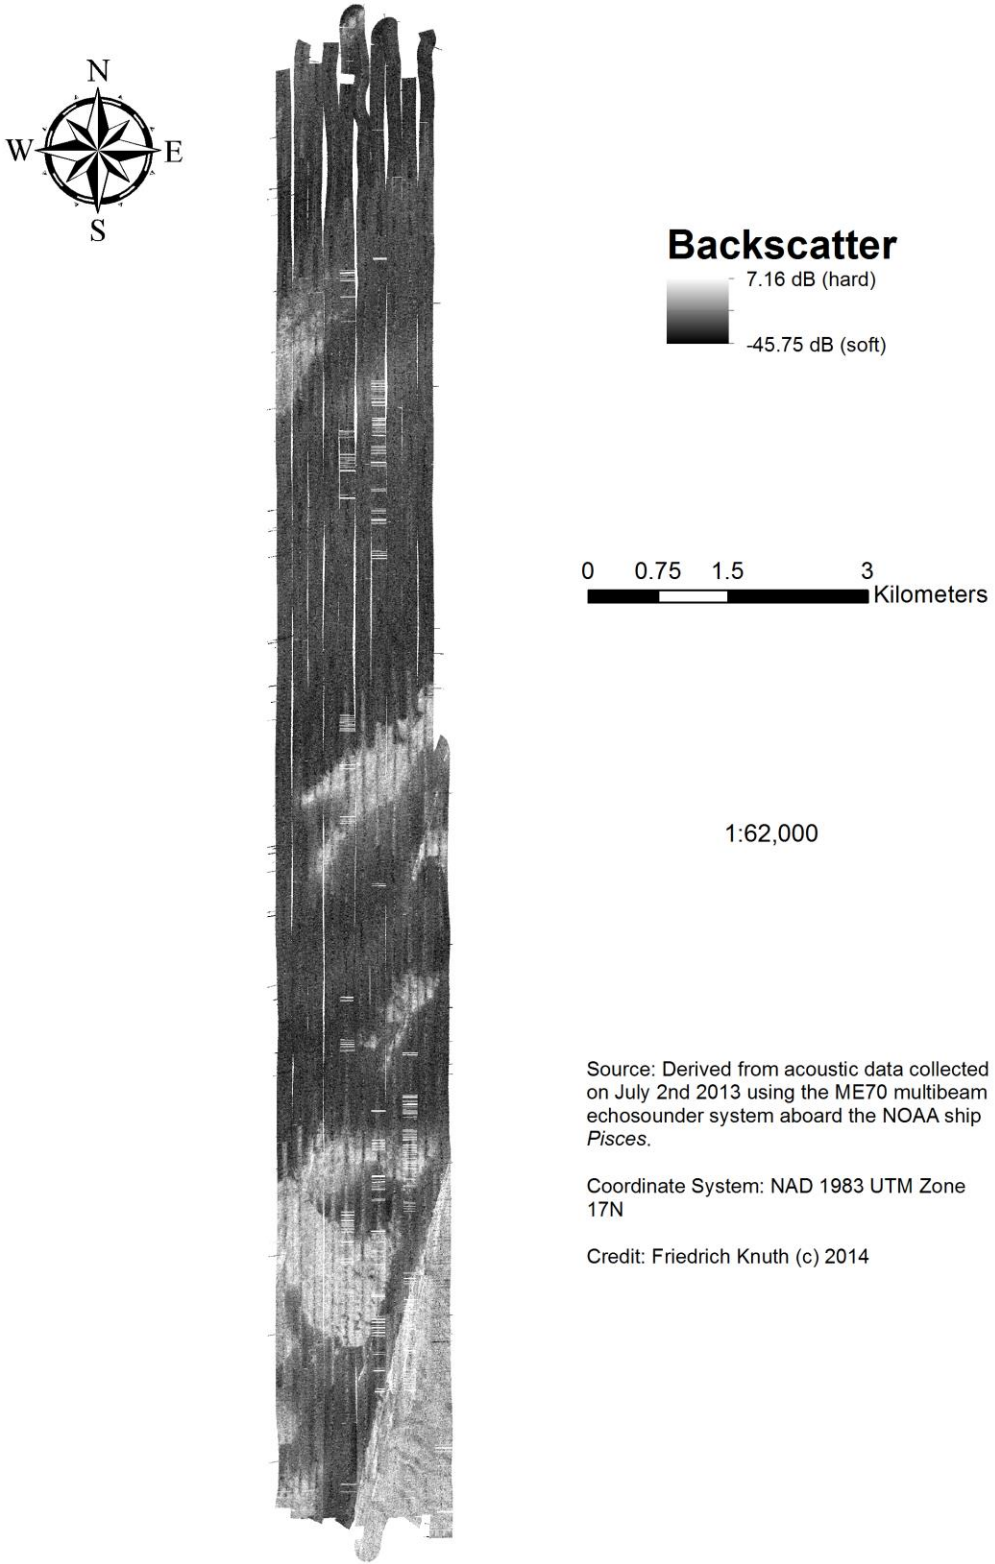 N
W E
S
Backscatter
7.16 dB (hard)
-45.75 dB (soft)
0 0.75 1.5 3
Kilometers
1:62,000
Source: Derived from acoustic data collected
on July 2nd 2013 using the ME70 multibeam
echosounder system aboard the NOAA ship
Pisces.
Coordinate System: NAD 1983 UTM Zone
17N
Credit: Friedrich Knuth (c) 2014